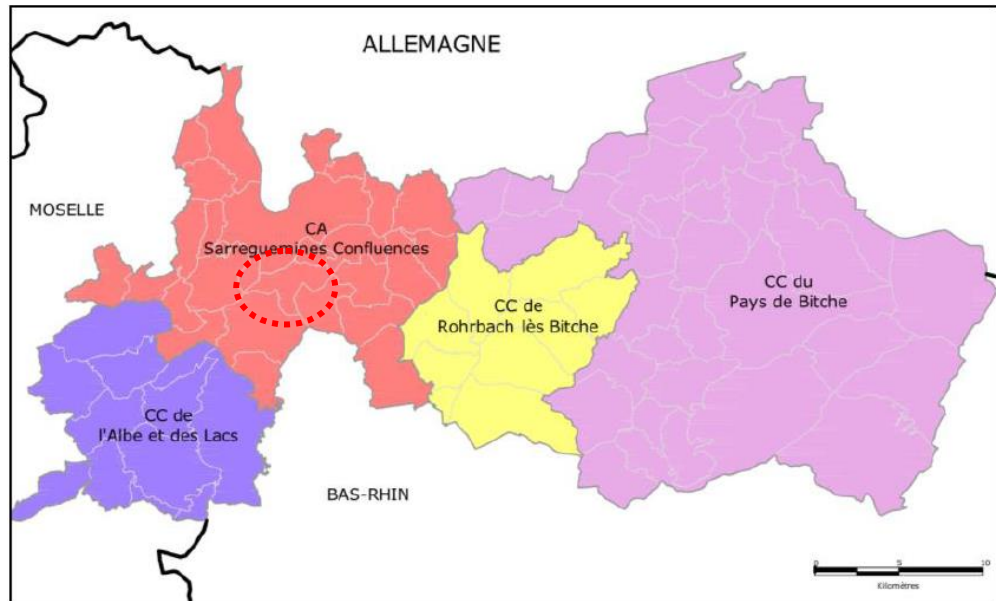 ALLEMAGNE
MOSELLE
CA
Sarreguemines Confluences
CC du
Pays de Bitche
CC de
Rohrbach lès Bitche
CC de
l'Albe et des Lacs
BAS-RHIN
0 5 10
Kilomètres